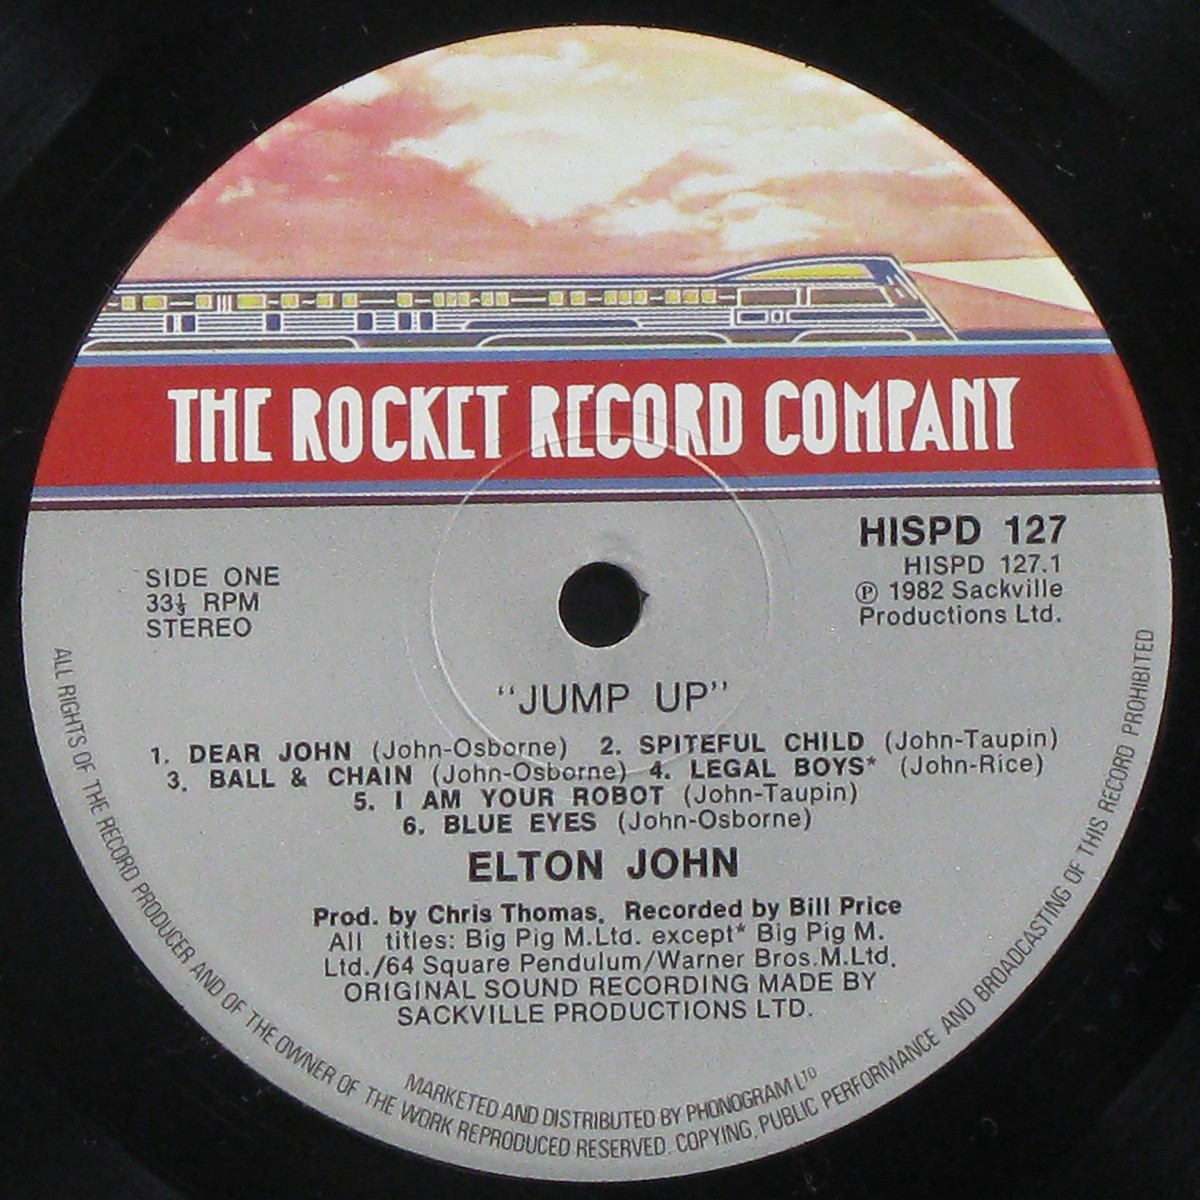 THE ROCKET RECORD COMPANY
HISPD 127
HISPD 127.1
℗ 1982 Sackville
Productions Ltd.
SIDE ONE
33⅓ RPM
STEREO
"JUMP UP"
1. DEAR JOHN (John-Osborne) 2. SPITEFUL CHILD (John-Taupin)
3. BALL & CHAIN (John-Osborne) 4. LEGAL BOYS* (John-Rice)
5. I AM YOUR ROBOT (John-Taupin)
6. BLUE EYES (John-Osborne)
ELTON JOHN
Prod. by Chris Thomas. Recorded by Bill Price
All titles: Big Pig M.Ltd. except* Big Pig M.
Ltd./64 Square Pendulum/Warner Bros.M.Ltd.
ORIGINAL SOUND RECORDING MADE BY
SACKVILLE PRODUCTIONS LTD.
MARKETED AND DISTRIBUTED BY PHONOGRAM LTD
ALL RIGHTS OF THE RECORD PRODUCER AND OF THE OWNER OF THE WORK REPRODUCED RESERVED. COPYING, PUBLIC PERFORMANCE AND BROADCASTING OF THIS RECORD PROHIBITED